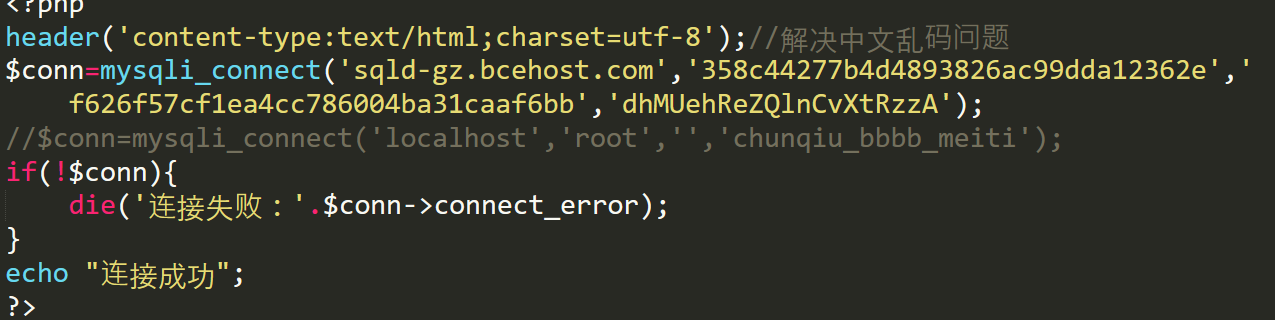 <?php
header('content-type:text/html;charset=utf-8');//解决中文乱码问题
$conn=mysqli_connect('sqld-gz.bcehost.com','358c44277b4d4893826ac99dda12362e','
f626f57cf1ea4cc786004ba31caaf6bb','dhMUehReZQlnCvXtRzzA');
//$conn=mysqli_connect('localhost','root','','chunqiu_bbbb_meiti');
if(!$conn){
die('连接失败：'.$conn->connect_error);
}
echo "连接成功";
?>